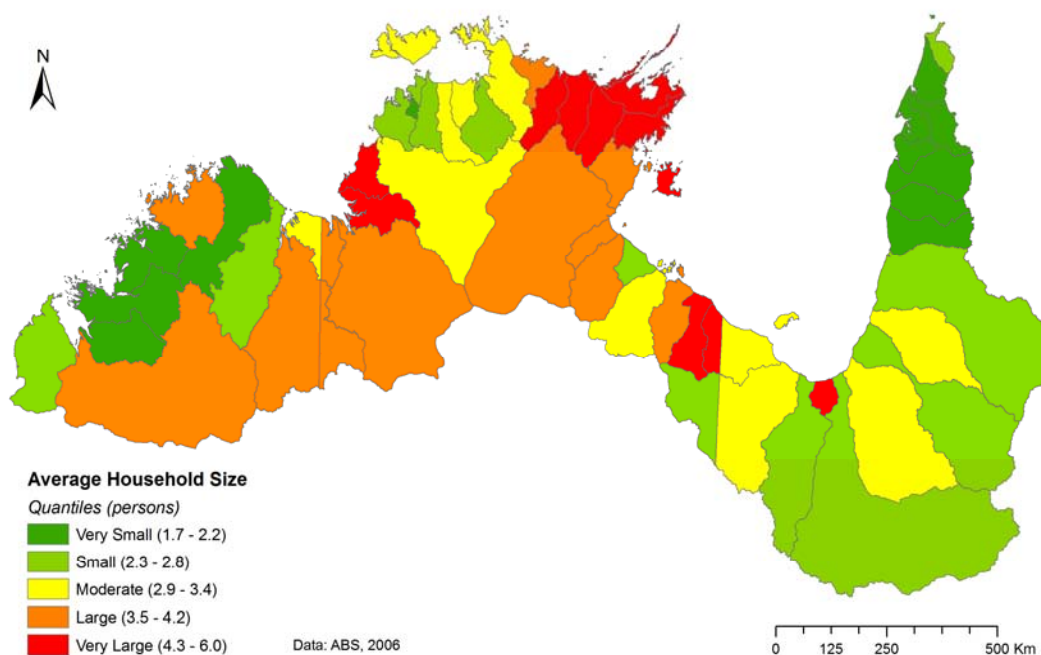 N
Average Household Size
Quantiles (persons)
Very Small (1.7 - 2.2)
Small (2.3 - 2.8)
Moderate (2.9 - 3.4)
Large (3.5 - 4.2)
Very Large (4.3 - 6.0)
Data: ABS, 2006
0 125 250 500 Km